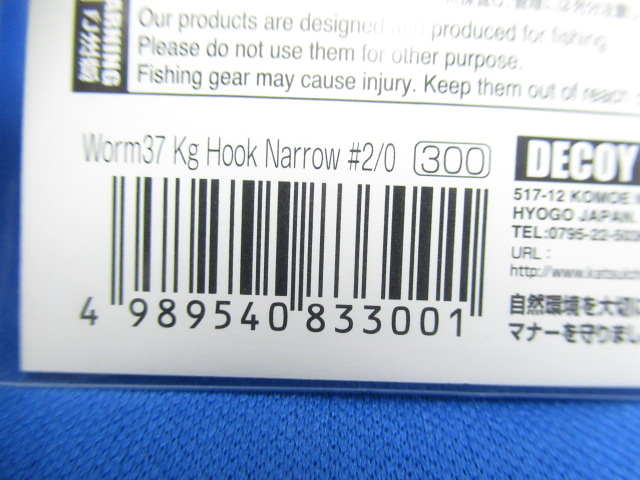 ARNING
Our products are designed and produced for fishing.
Please do not use them for other purpose.
Fishing gear may cause injury. Keep them out of reach
Worm37 Kg Hook Narrow #2/0 300
DECOY
517-12 KOMOE
HYOGO JAPAN.
TEL:0795-22-
URL:
http://www.katsui
4 989540 833001
自然環境を大切に
マナーを守りまし